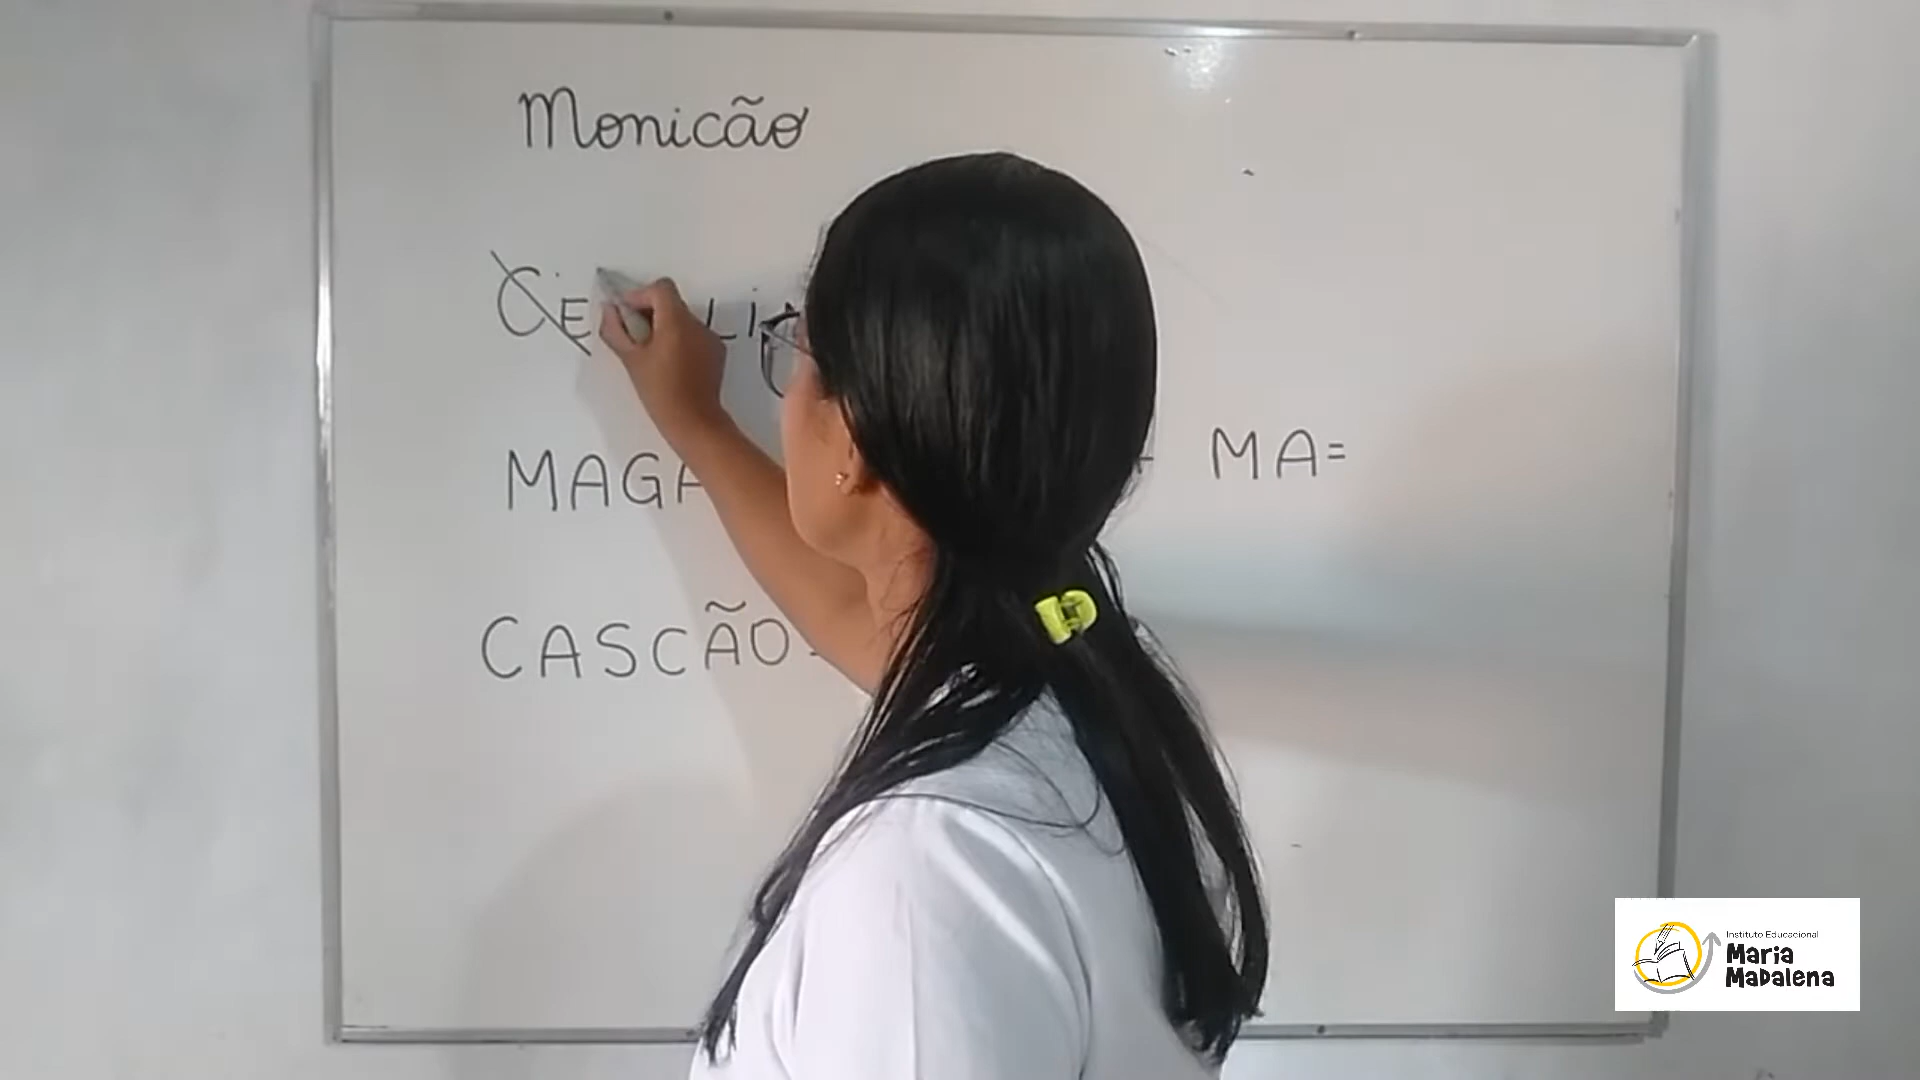 Monicão
MAGA
MA=
CASCÃO
Instituto Educacional
Maria
Madalena